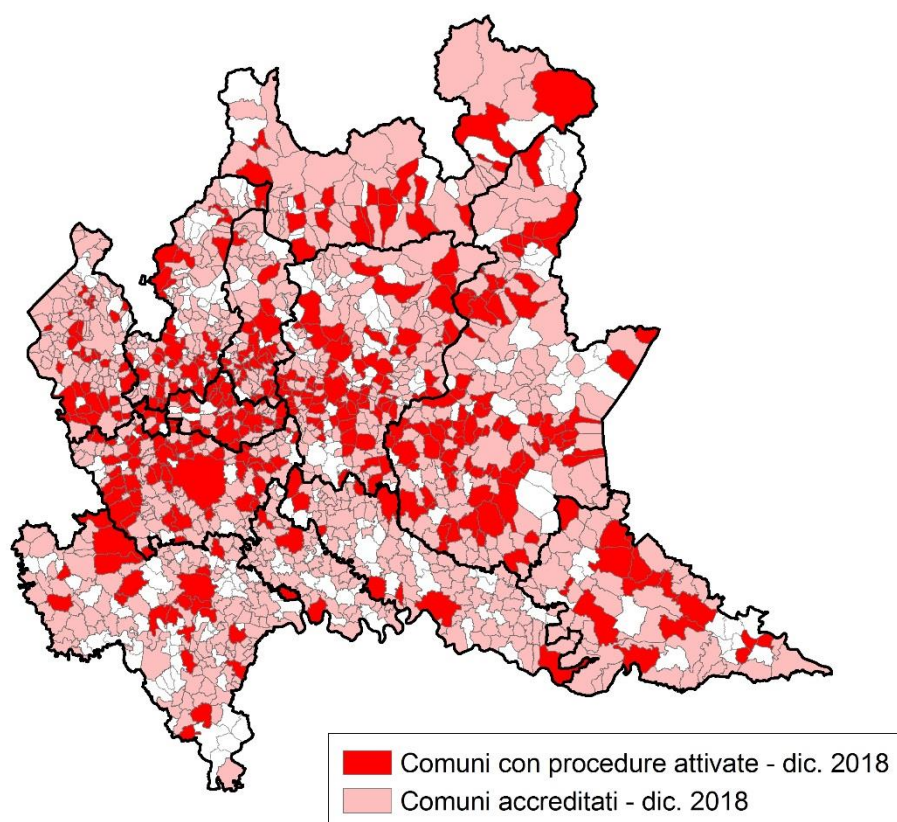 Comuni con procedure attivate - dic. 2018
Comuni accreditati - dic. 2018